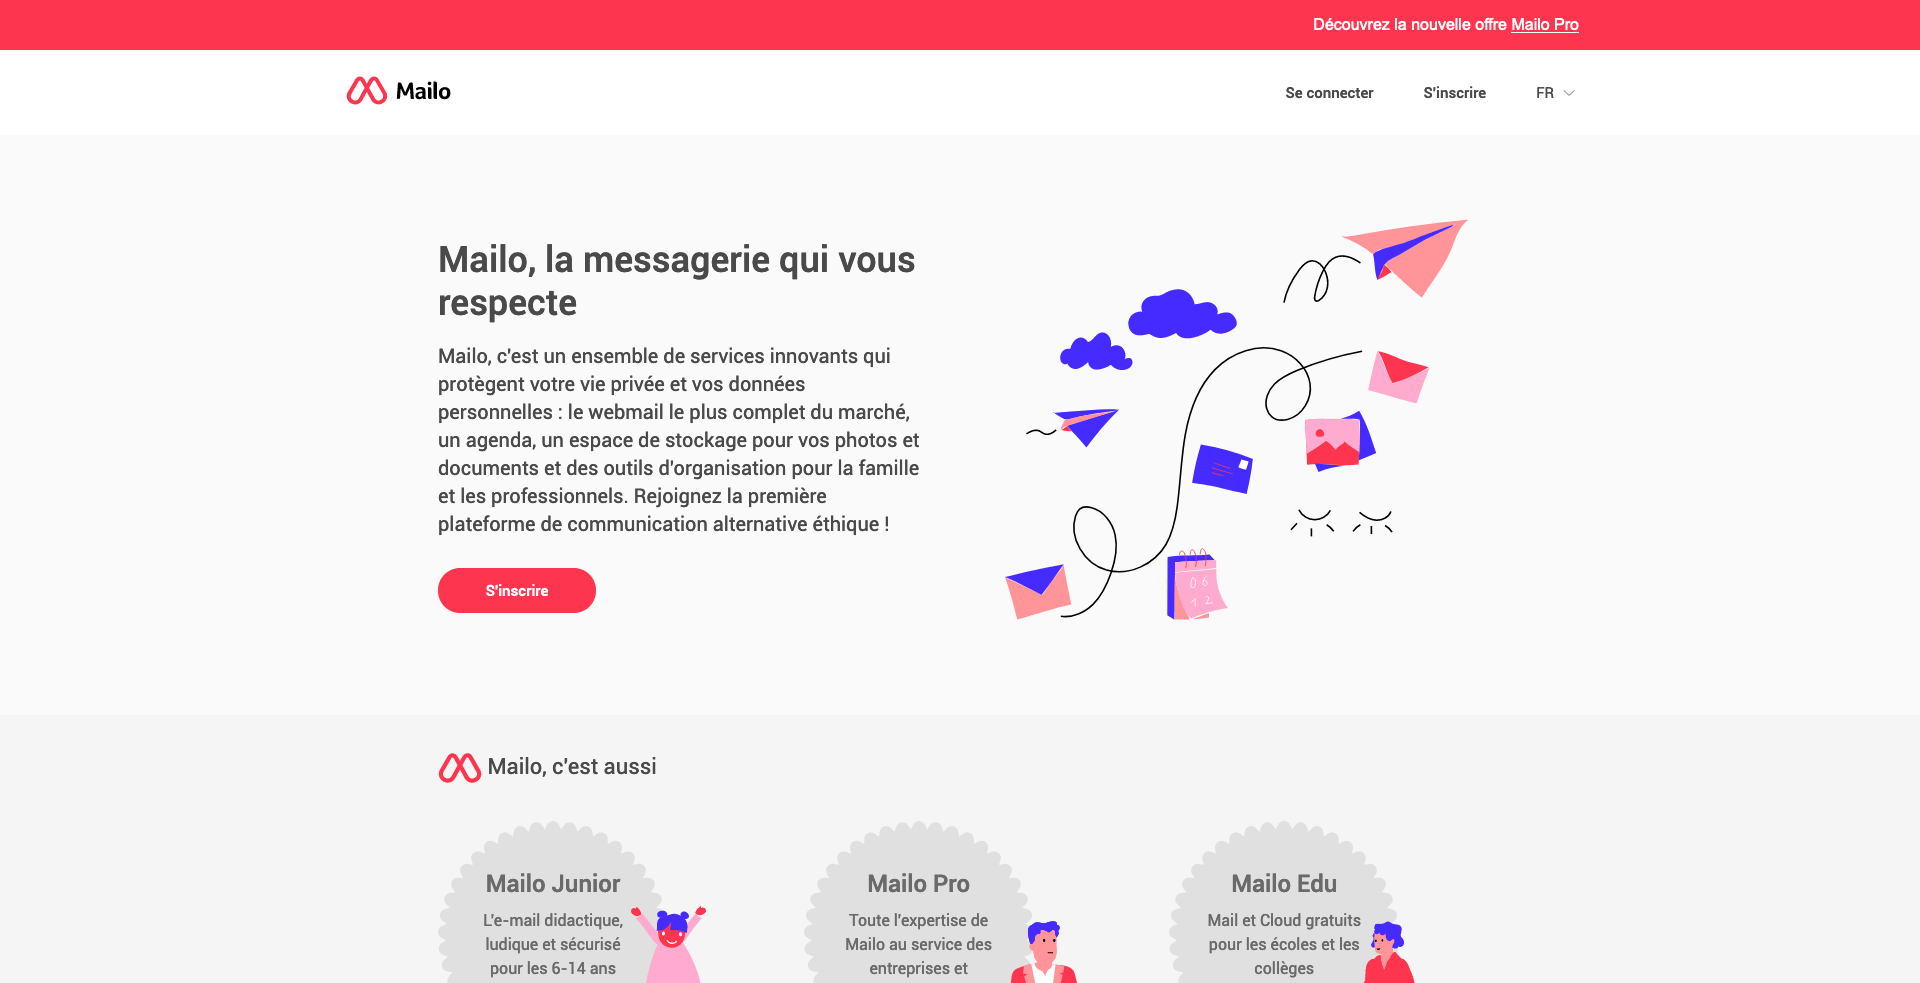 Découvrez la nouvelle offre Mailo Pro
Mailo
Se connecter
S'inscrire
FR
Mailo, la messagerie qui vous
respecte
Mailo, c'est un ensemble de services innovants qui
protègent votre vie privée et vos données
personnelles : le webmail le plus complet du marché,
un agenda, un espace de stockage pour vos photos et
documents et des outils d'organisation pour la famille
et les professionnels. Rejoignez la première
plateforme de communication alternative éthique !
S'inscrire
06
12
Mailo, c'est aussi
Mailo Junior
L'e-mail didactique,
ludique et sécurisé
pour les 6-14 ans
Mailo Pro
Toute l'expertise de
Mailo au service des
entreprises et
Mailo Edu
Mail et Cloud gratuits
pour les écoles et les
collèges